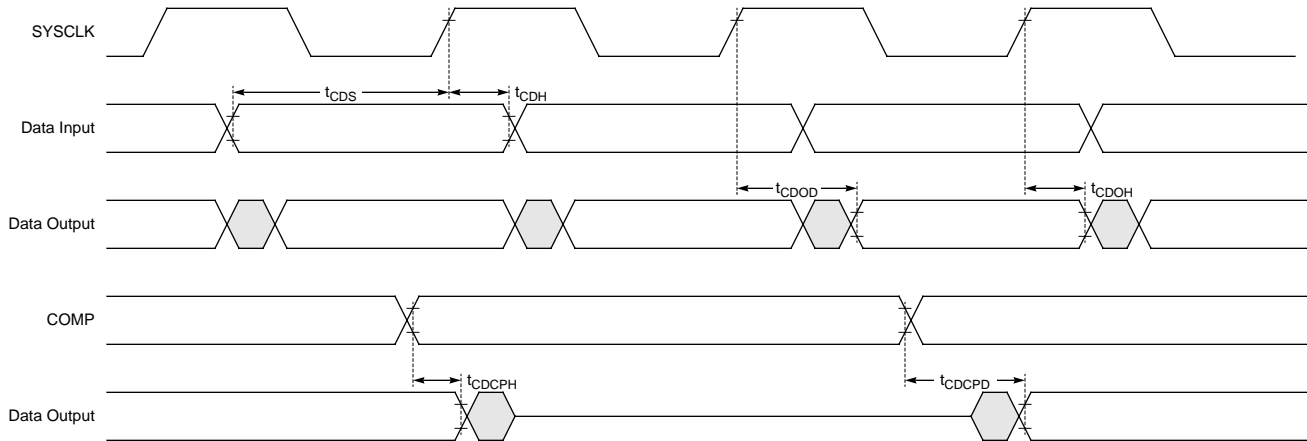 SYSCLK
tCDS
tCDH
Data Input
tCDOD
tCDOH
Data Output
COMP
tCDCPH
tCDCPD
Data Output